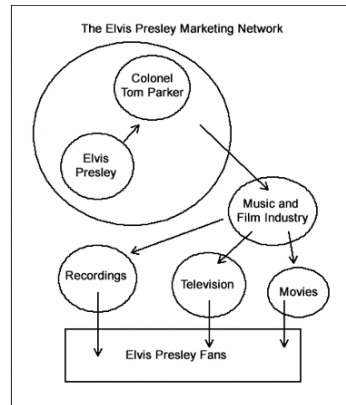 The Elvis Presley Marketing Network
Colonel
Tom Parker
Elvis
Presley
Music and
Film Industry
Recordings
Television
Movies
Elvis Presley Fans